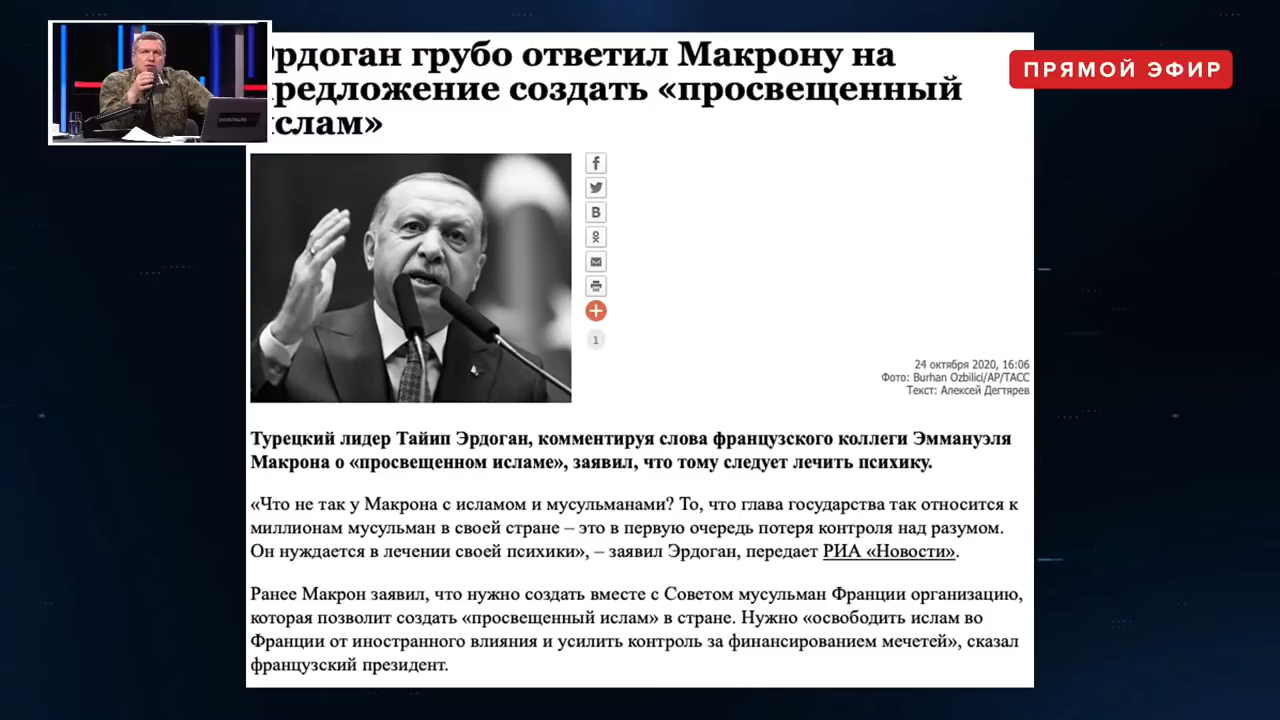 рдоган грубо ответил Макрону на
редложение создать «просвещенный
слам»
ПРЯМОЙ ЭФИР
1
24 октября 2020, 16:06
Фото: Burhan Ozbilici/AP/ТАСС
Текст: Алексей Дегтярев
Турецкий лидер Тайип Эрдоган, комментируя слова французского коллеги Эммануэля
Макрона о «просвещенном исламе», заявил, что тому следует лечить психику.
«Что не так у Макрона с исламом и мусульманами? То, что глава государства так относится к
миллионам мусульман в своей стране – это в первую очередь потеря контроля над разумом.
Он нуждается в лечении своей психики», – заявил Эрдоган, передает РИА «Новости».
Ранее Макрон заявил, что нужно создать вместе с Советом мусульман Франции организацию,
которая позволит создать «просвещенный ислам» в стране. Нужно «освободить ислам во
Франции от иностранного влияния и усилить контроль за финансированием мечетей», сказал
французский президент.